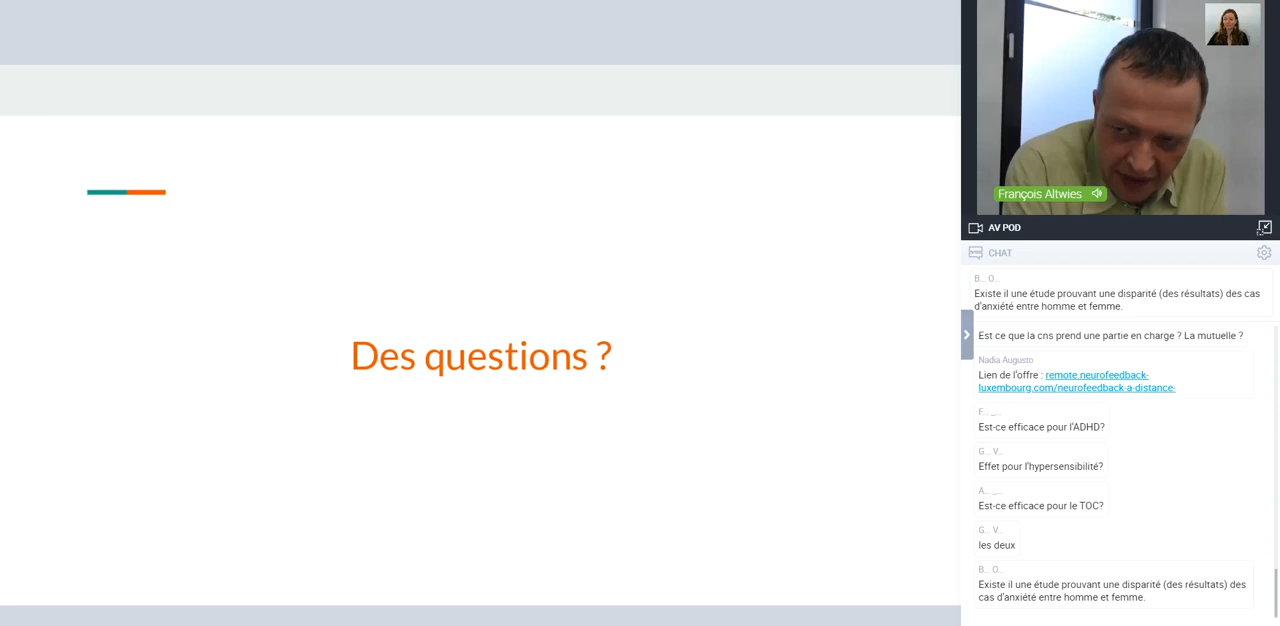 Des questions ?
François Altwies
AV POD
CHAT
B... O...
Existe il une étude prouvant une disparité (des résultats) des cas
d'anxiété entre homme et femme.
Est ce que la cns prend une partie en charge ? La mutuelle ?
Nadia Augusto
Lien de l'offre : remote.neurofeedback-
luxembourg.com/neurofeedback-a-distance-
F... _...
Est-ce efficace pour l'ADHD?
G... V...
Effet pour l'hypersensibilité?
A... _...
Est-ce efficace pour le TOC?
G... V...
les deux
B... O...
Existe il une étude prouvant une disparité (des résultats) des
cas d'anxiété entre homme et femme.